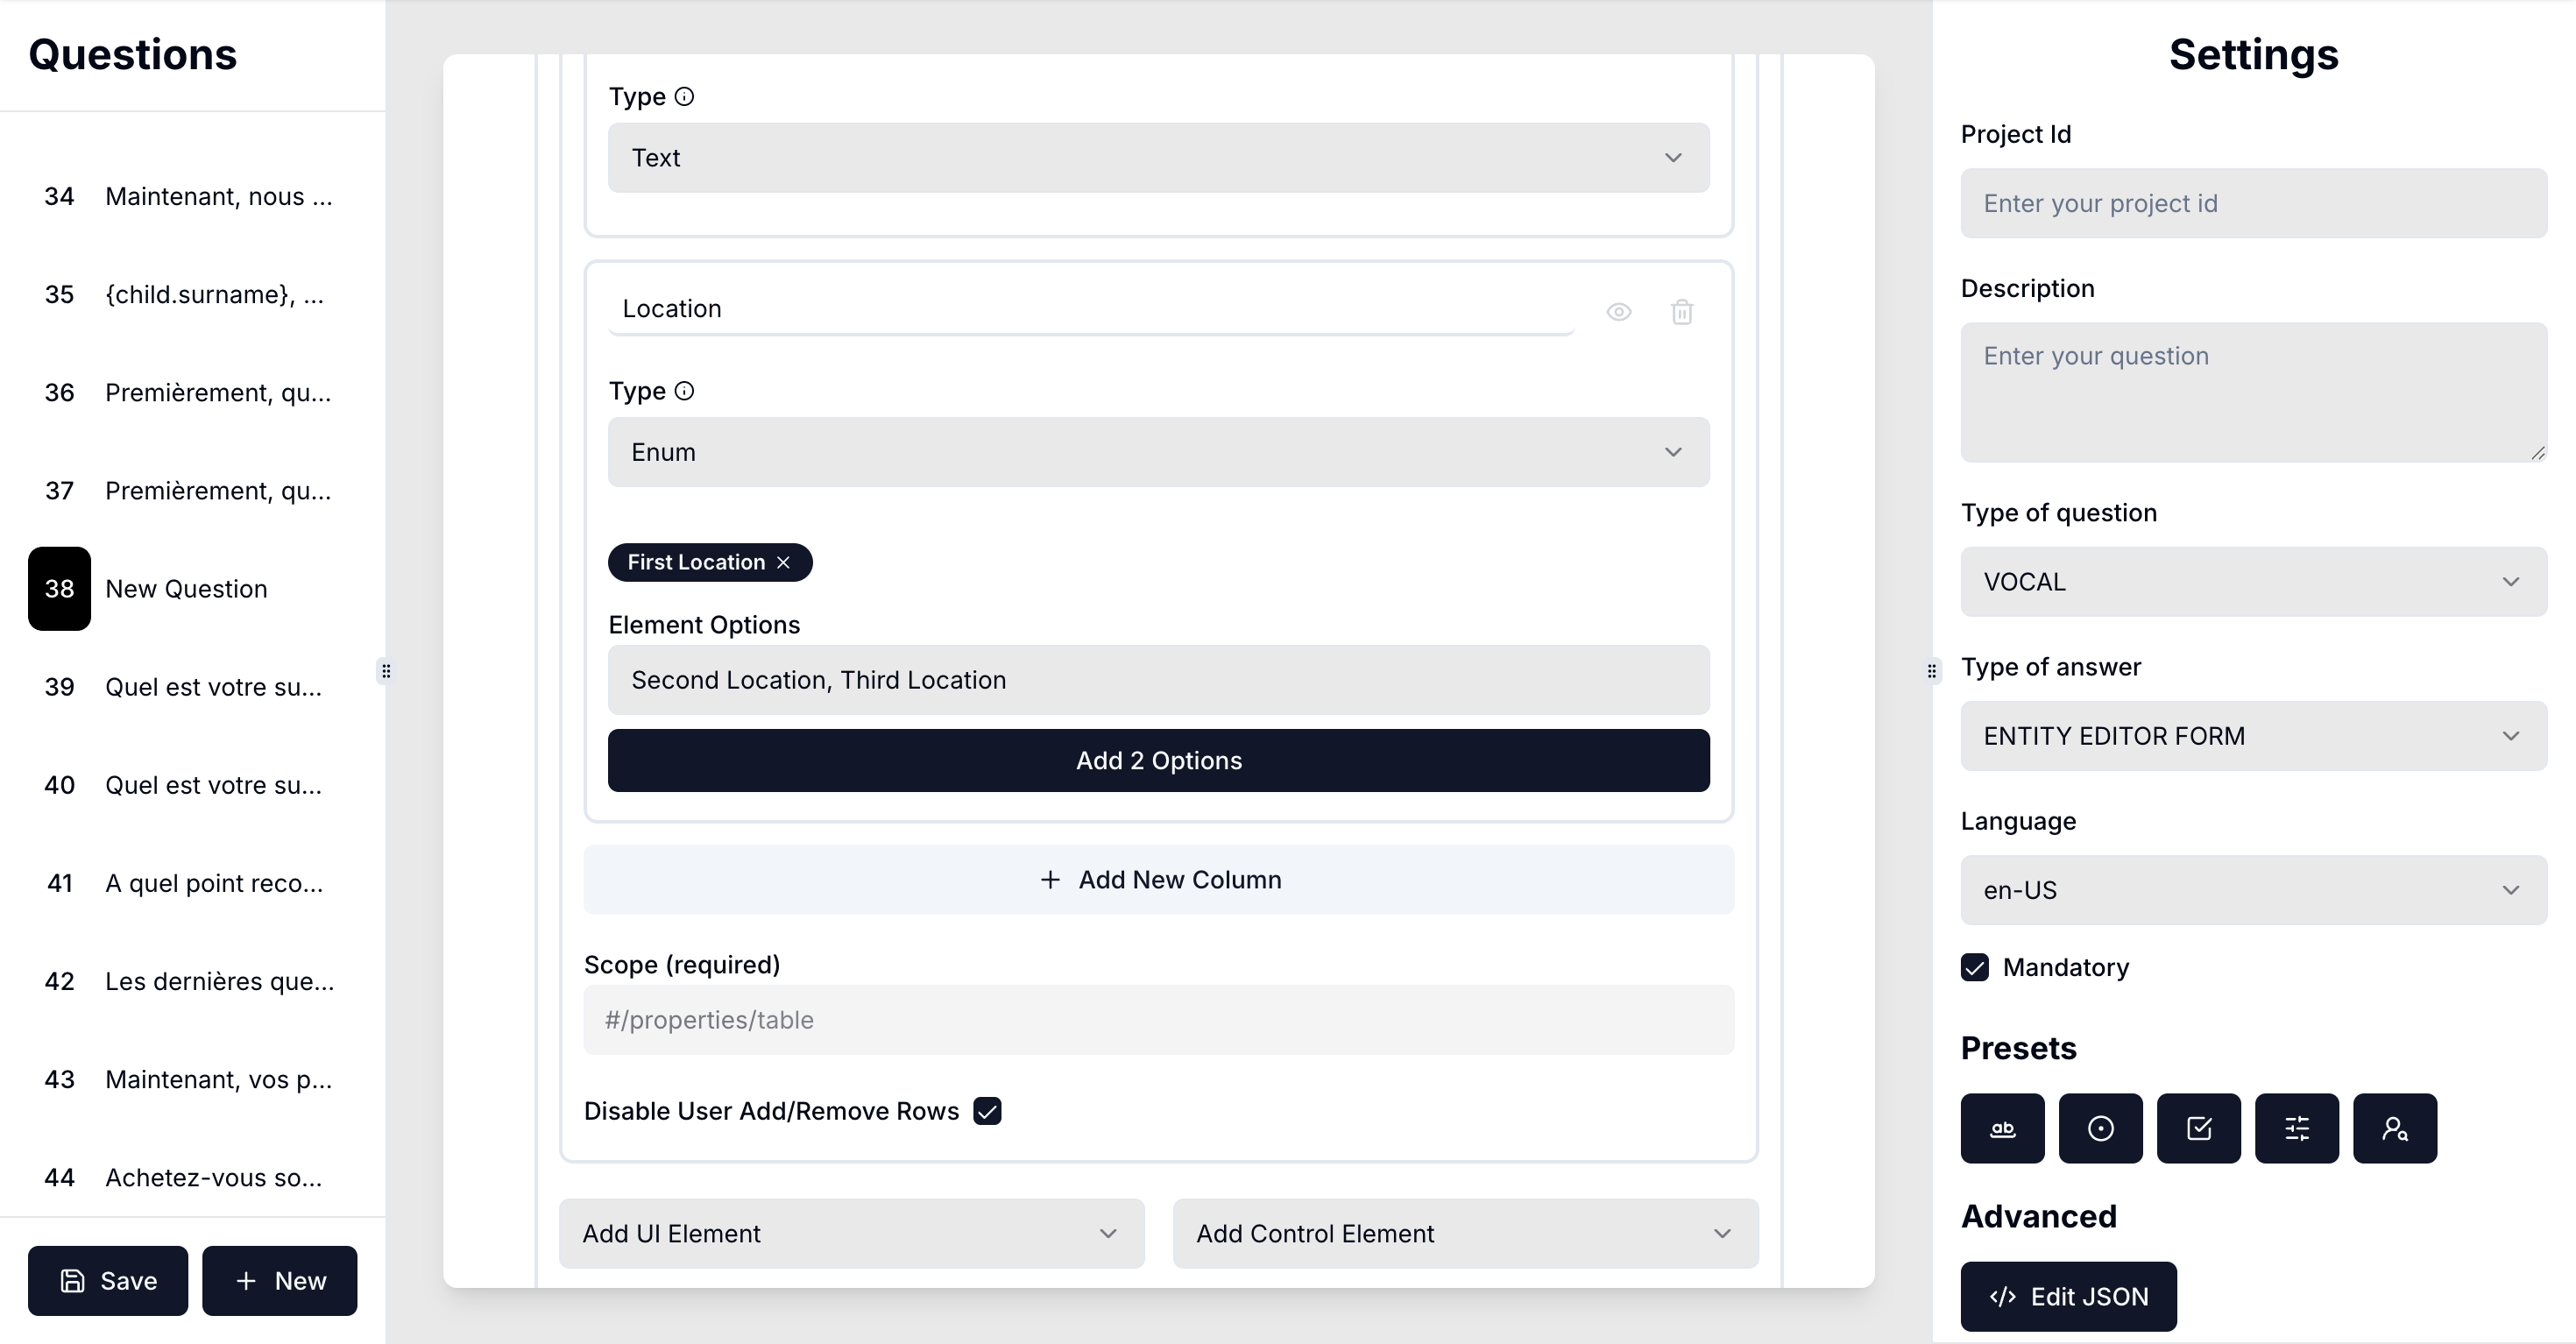 Questions
34 Maintenant, nous ...
35 {child.surname}, ...
36 Premièrement, qu...
37 Premièrement, qu...
38 New Question
39 Quel est votre su...
40 Quel est votre su...
41 A quel point reco...
42 Les dernières que...
43 Maintenant, vos p...
44 Achetez-vous so...
Save
New
Type
Text
Location
Type
Enum
First Location
Element Options
Second Location, Third Location
Add 2 Options
Add New Column
Scope (required)
#/properties/table
Disable User Add/Remove Rows
Add UI Element
Add Control Element
Settings
Project Id
Enter your project id
Description
Enter your question
Type of question
VOCAL
Type of answer
ENTITY EDITOR FORM
Language
en-US
Mandatory
Presets
ab
Advanced
</> Edit JSON